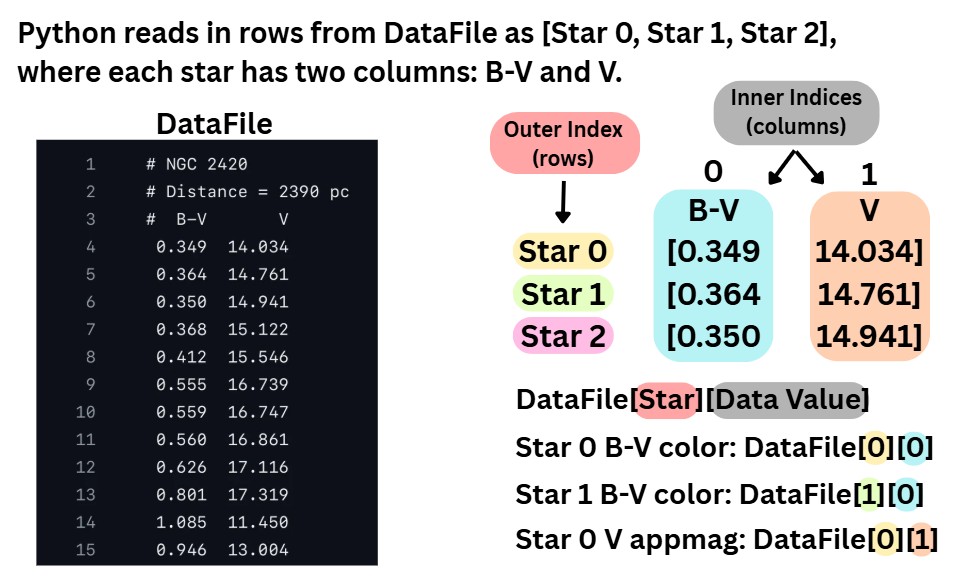 Python reads in rows from DataFile as [Star 0, Star 1, Star 2],
where each star has two columns: B-V and V.
DataFile
1 # NGC 2420
2 # Distance = 2390 pc
3 # B-V V
4 0.349 14.034
5 0.364 14.761
6 0.350 14.941
7 0.368 15.122
8 0.412 15.546
9 0.555 16.739
10 0.559 16.747
11 0.560 16.861
12 0.626 17.116
13 0.801 17.319
14 1.085 11.450
15 0.946 13.004
Outer Index
(rows)
Inner Indices
(columns)
0 1
B-V V
Star 0 [0.349 14.034]
Star 1 [0.364 14.761]
Star 2 [0.350 14.941]
DataFile[Star][Data Value]
Star 0 B-V color: DataFile[0][0]
Star 1 B-V color: DataFile[1][0]
Star 0 V appmag: DataFile[0][1]